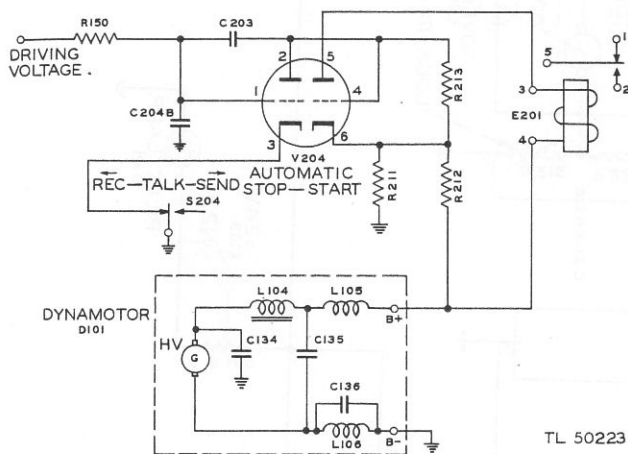 R150
C203
DRIVING
VOLTAGE.
2
5
1
4
C204B
3
6
V204
AUTOMATIC
STOP—START
REC—TALK—SEND
S204
R213
R211
R212
1
5
3
E201
2
4
DYNAMOTOR
D101
L104
L105
B+
HV
G
C134
C135
C136
L106
B-
TL 50223